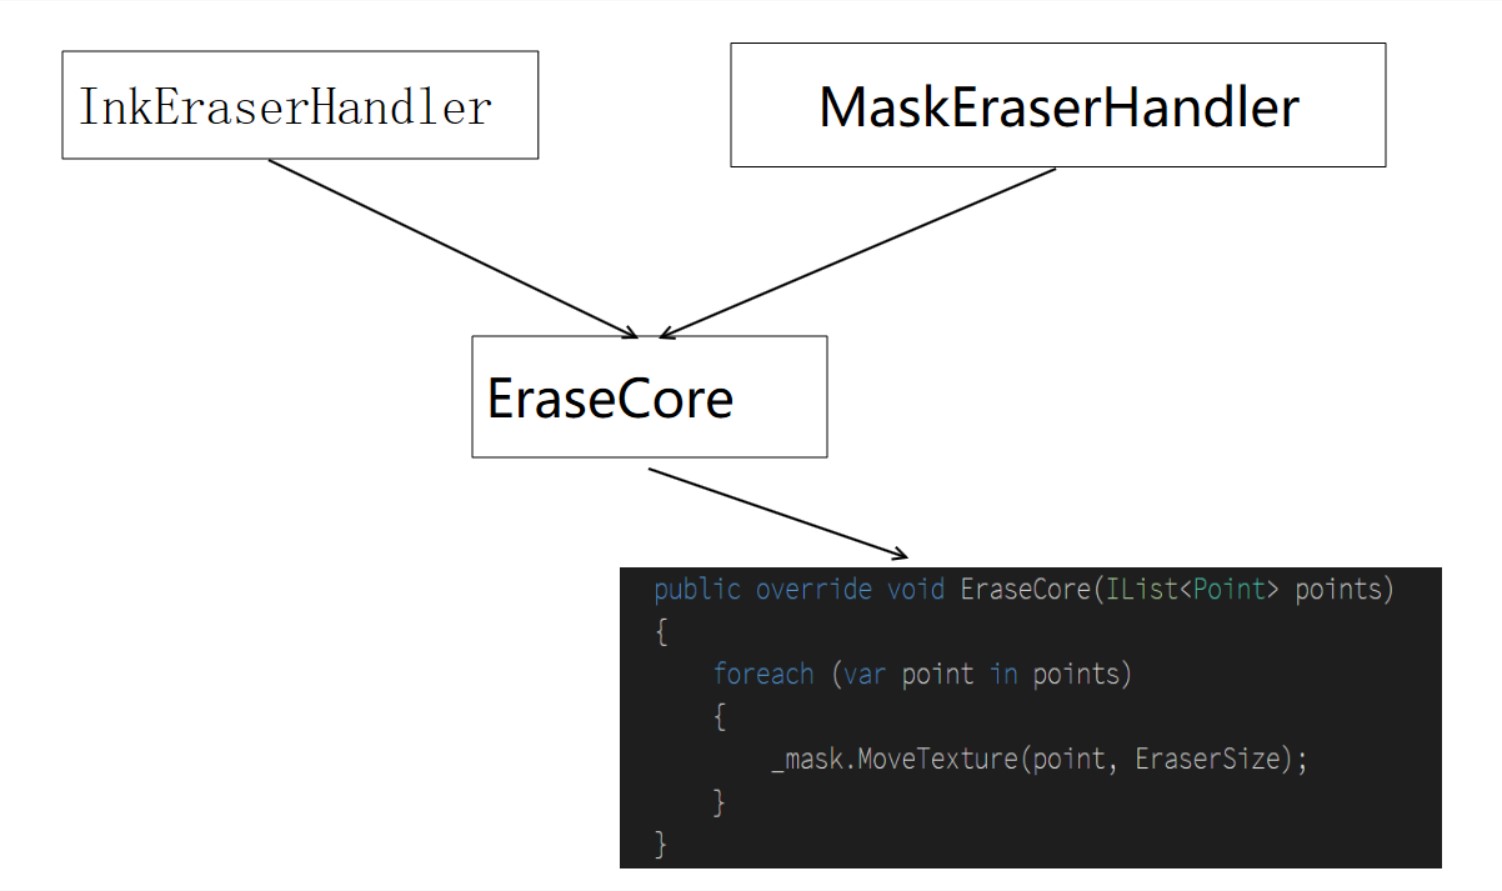 InkEraserHandler
MaskEraserHandler
EraseCore
public override void EraseCore(IList<Point> points)
{
foreach (var point in points)
{
_mask.MoveTexture(point, EraserSize);
}
}